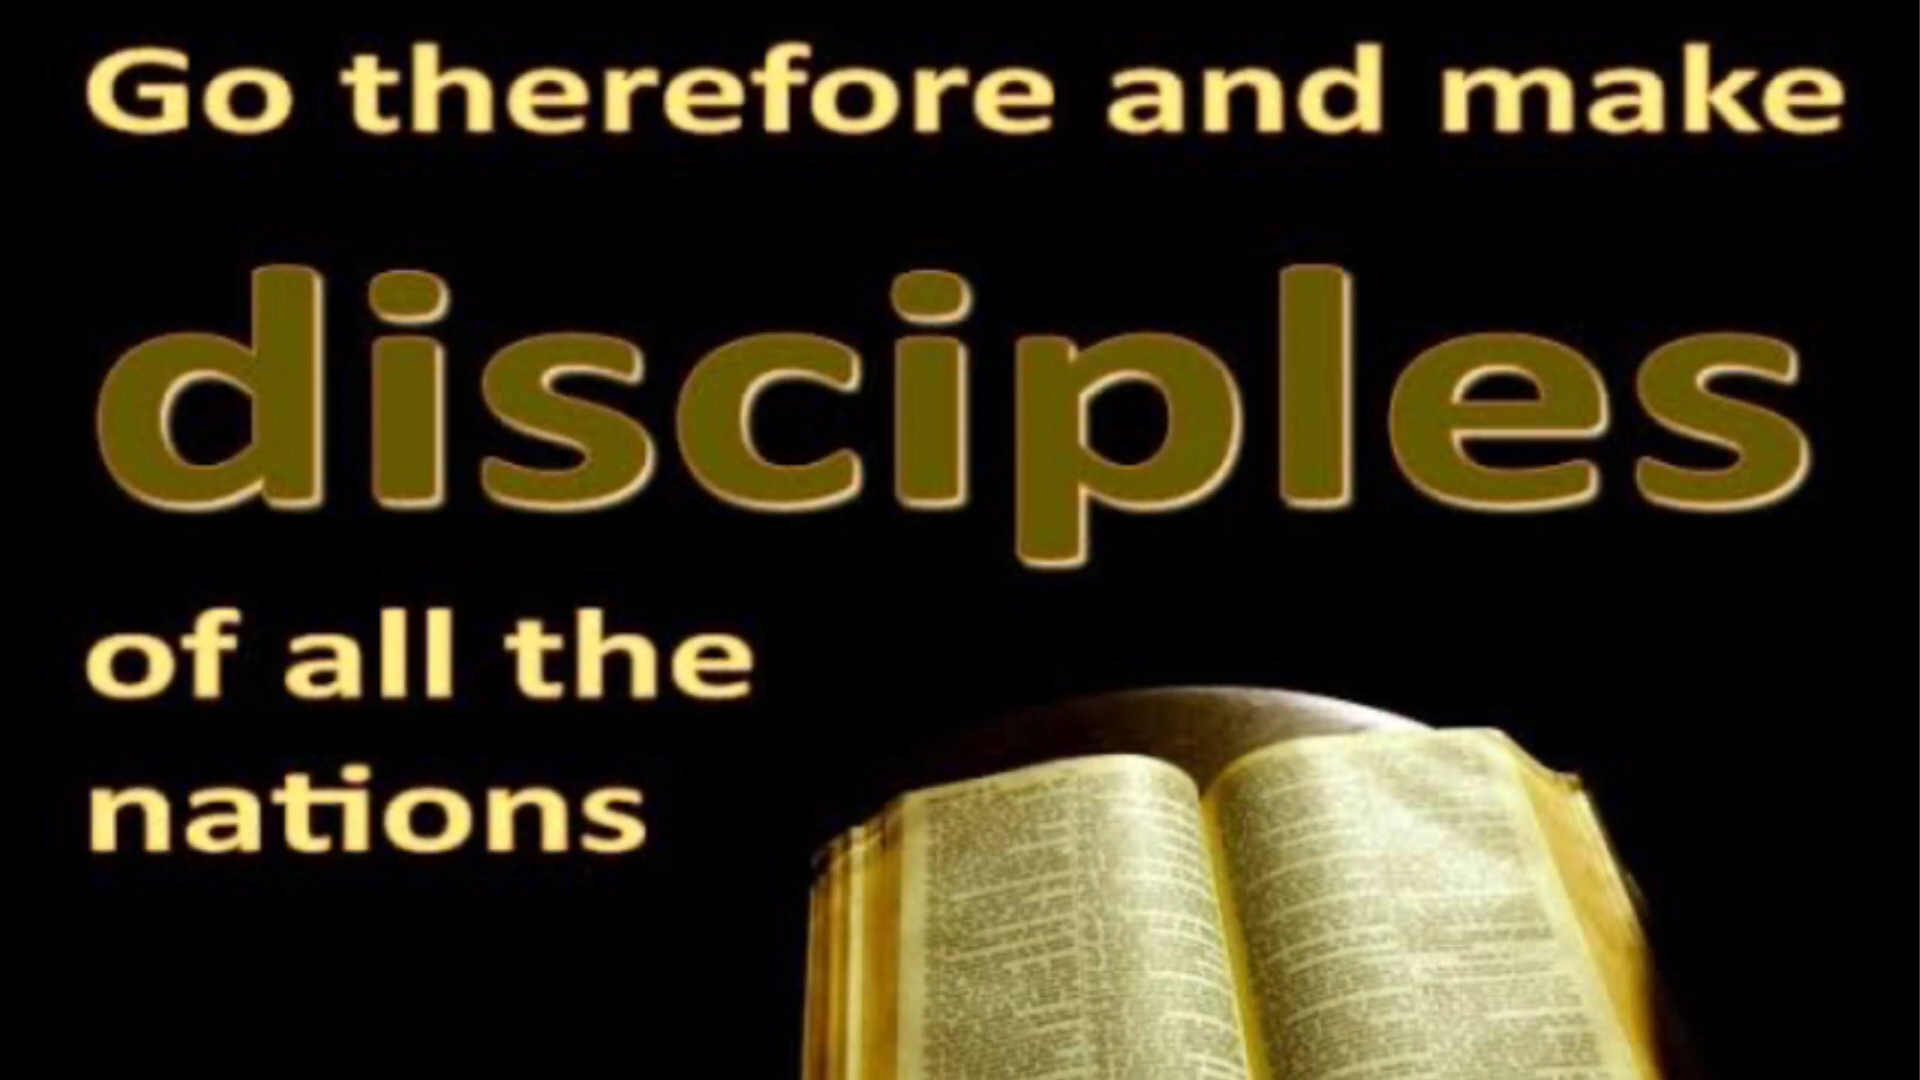 Go therefore and make
disciples
of all the
nations